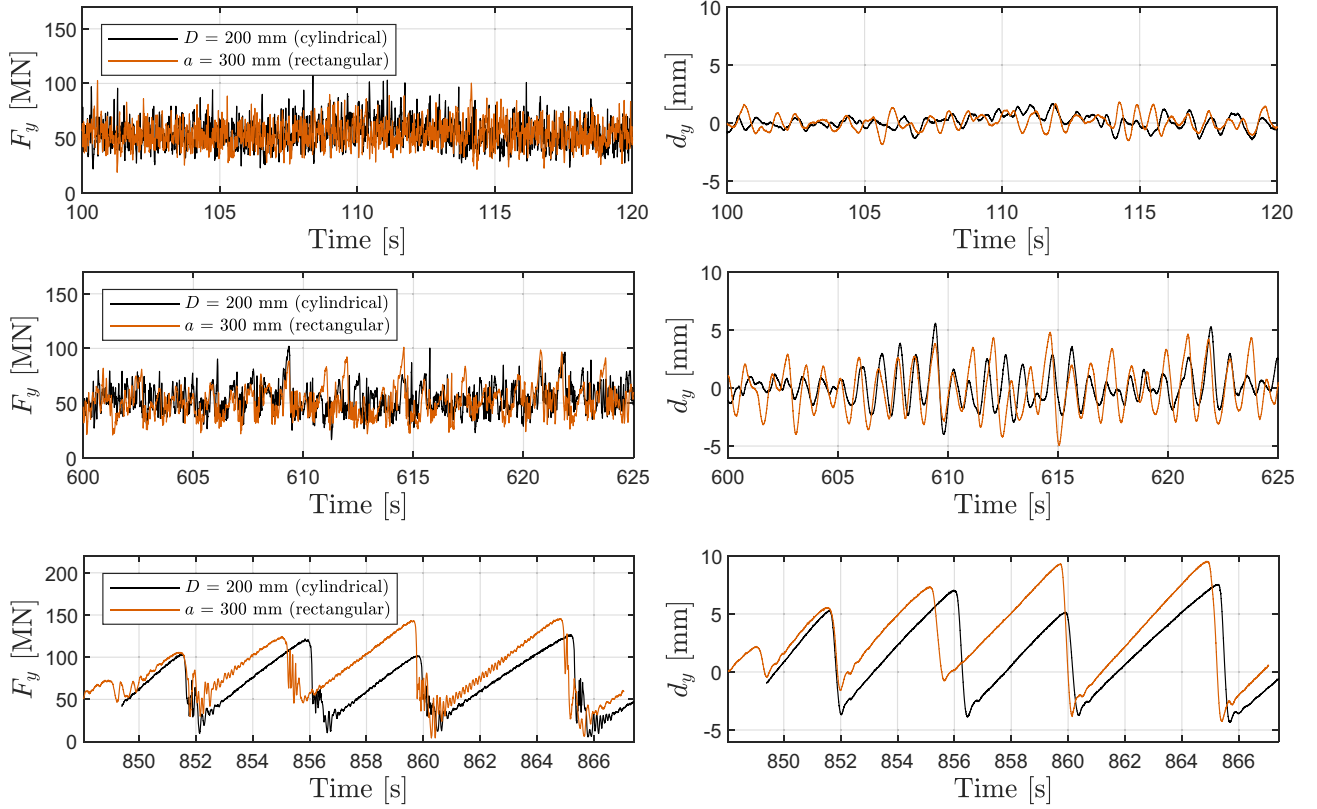 150
100
50
0
F_y [MN]
D = 200 mm (cylindrical)
a = 300 mm (rectangular)
100 105 110 115 120
Time [s]
10
5
0
-5
d_y [mm]
100 105 110 115 120
Time [s]
150
100
50
0
F_y [MN]
D = 200 mm (cylindrical)
a = 300 mm (rectangular)
600 605 610 615 620 625
Time [s]
10
5
0
-5
d_y [mm]
600 605 610 615 620 625
Time [s]
200
150
100
50
0
F_y [MN]
D = 200 mm (cylindrical)
a = 300 mm (rectangular)
850 852 854 856 858 860 862 864 866
Time [s]
10
5
0
-5
d_y [mm]
850 852 854 856 858 860 862 864 866
Time [s]